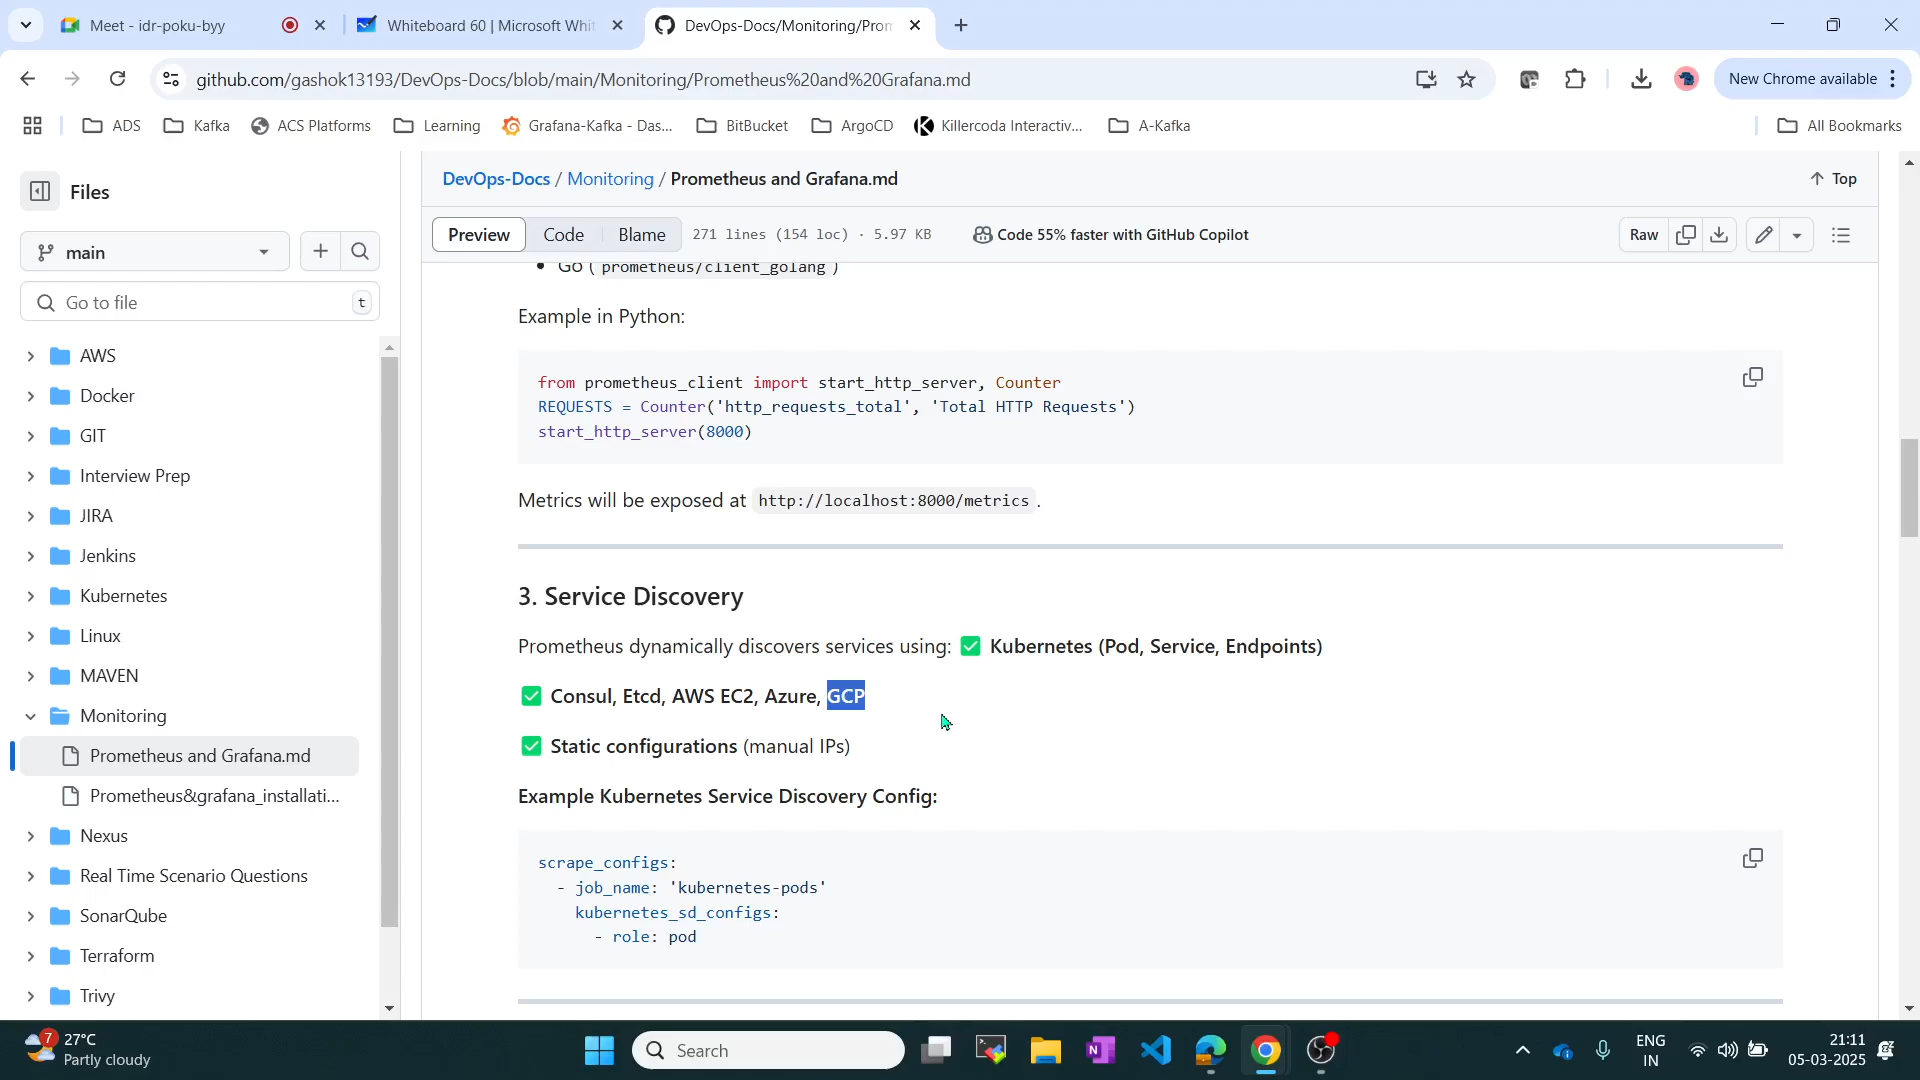 Meet - idr-poku-byy
Whiteboard 60 | Microsoft Whit
DevOps-Docs/Monitoring/Prom
github.com/gashok13193/DevOps-Docs/blob/main/Monitoring/Prometheus%20and%20Grafana.md
New Chrome available
ADS
Kafka
ACS Platforms
Learning
Grafana-Kafka - Das...
BitBucket
ArgoCD
Killercoda Interactiv...
A-Kafka
All Bookmarks
Files
main
Go to file
t
AWS
Docker
GIT
Interview Prep
JIRA
Jenkins
Kubernetes
Linux
MAVEN
Monitoring
Prometheus and Grafana.md
Prometheus&grafana_installati...
Nexus
Real Time Scenario Questions
SonarQube
Terraform
Trivy
DevOps-Docs / Monitoring / Prometheus and Grafana.md
Top
Preview
Code
Blame
271 lines (154 loc) · 5.97 KB
Code 55% faster with GitHub Copilot
Raw
• Go ( prometheus/client_golang )
Example in Python:
from prometheus_client import start_http_server, Counter
REQUESTS = Counter('http_requests_total', 'Total HTTP Requests')
start_http_server(8000)
Metrics will be exposed at http://localhost:8000/metrics .
3. Service Discovery
Prometheus dynamically discovers services using: ✅ Kubernetes (Pod, Service, Endpoints)
✅ Consul, Etcd, AWS EC2, Azure, GCP
✅ Static configurations (manual IPs)
Example Kubernetes Service Discovery Config:
scrape_configs:
- job_name: 'kubernetes-pods'
kubernetes_sd_configs:
- role: pod
7
27°C
Partly cloudy
Search
ENG
IN
21:11
05-03-2025